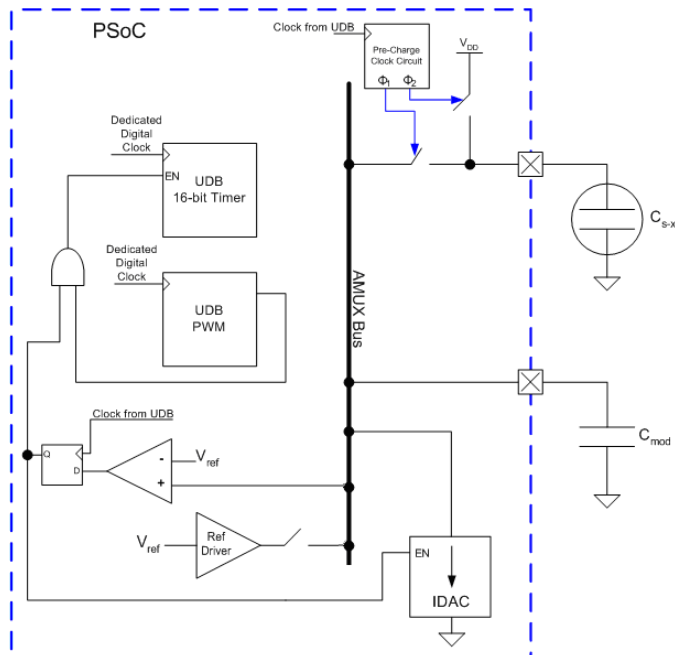 PSoC
Clock from UDB
Pre-Charge
Clock Circuit
Φ1 Φ2
VDD
Dedicated
Digital
Clock
EN
UDB
16-bit Timer
Dedicated
Digital
Clock
UDB
PWM
AMUX Bus
Cs-x
Clock from UDB
Q
D
-
+
Vref
Cmod
Vref
Ref
Driver
EN
IDAC